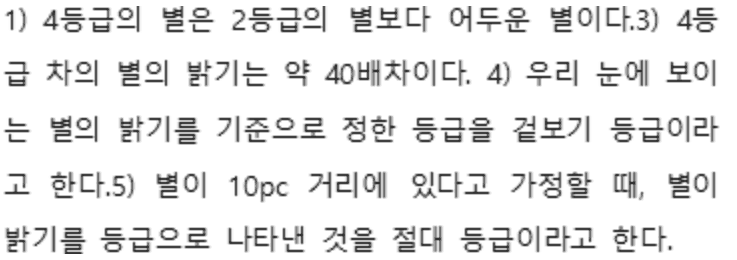 1) 4등급의 별은 2등급의 별보다 어두운 별이다.3) 4등
급 차의 별의 밝기는 약 40배차이다. 4) 우리 눈에 보이
는 별의 밝기를 기준으로 정한 등급을 겉보기 등급이라
고 한다.5) 별이 10pc 거리에 있다고 가정할 때, 별이
밝기를 등급으로 나타낸 것을 절대 등급이라고 한다.